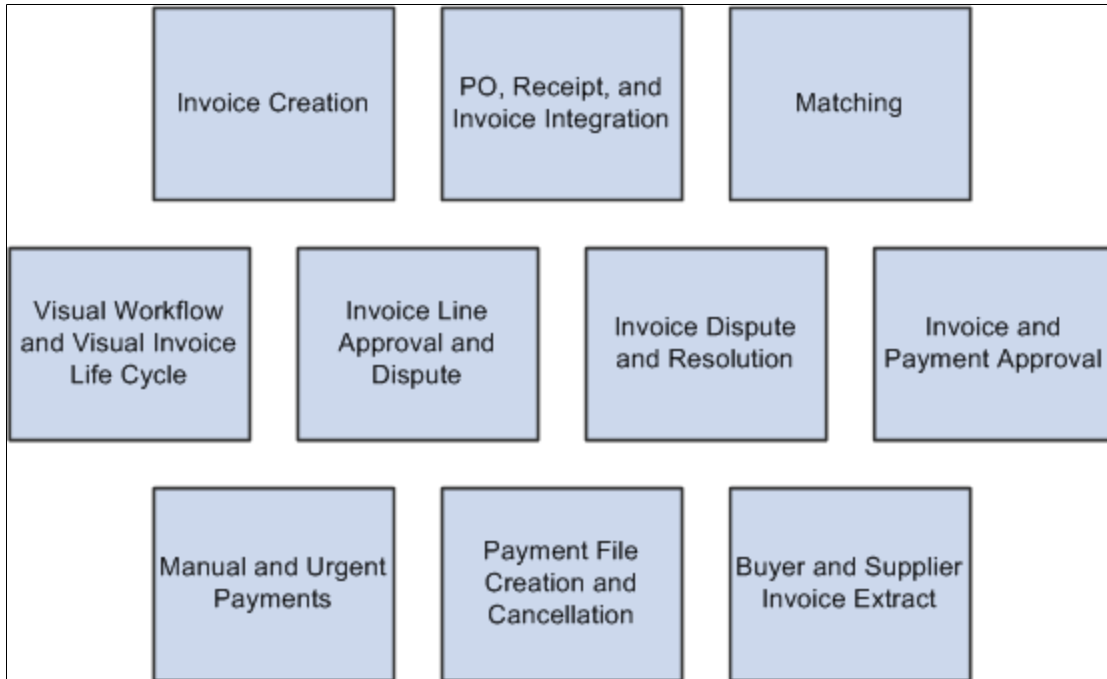 Invoice Creation
PO, Receipt, and
Invoice Integration
Matching
Visual Workflow
and Visual Invoice
Life Cycle
Invoice Line
Approval and
Dispute
Invoice Dispute
and Resolution
Invoice and
Payment Approval
Manual and Urgent
Payments
Payment File
Creation and
Cancellation
Buyer and Supplier
Invoice Extract